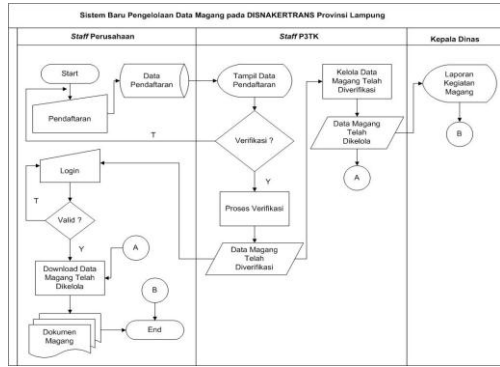 Sistem Baru Pengelolaan Data Magang pada DISNAKERTRANS Provinsi Lampung
Staff Perusahaan
Staff P3TK
Kepala Dinas
Start
Data
Pendaftaran
Tampil Data
Pendaftaran
Kelola Data
Magang Telah
Diverifikasi
Laporan
Kegiatan
Magang
Pendaftaran
T
Verifikasi ?
Data Magang
Telah
Dikelola
B
A
Login
Y
T
Proses Verifikasi
Valid ?
Y
A
Data Magang
Telah
Diverifikasi
Download Data
Magang Telah
Dikelola
B
Dokumen
Magang
End